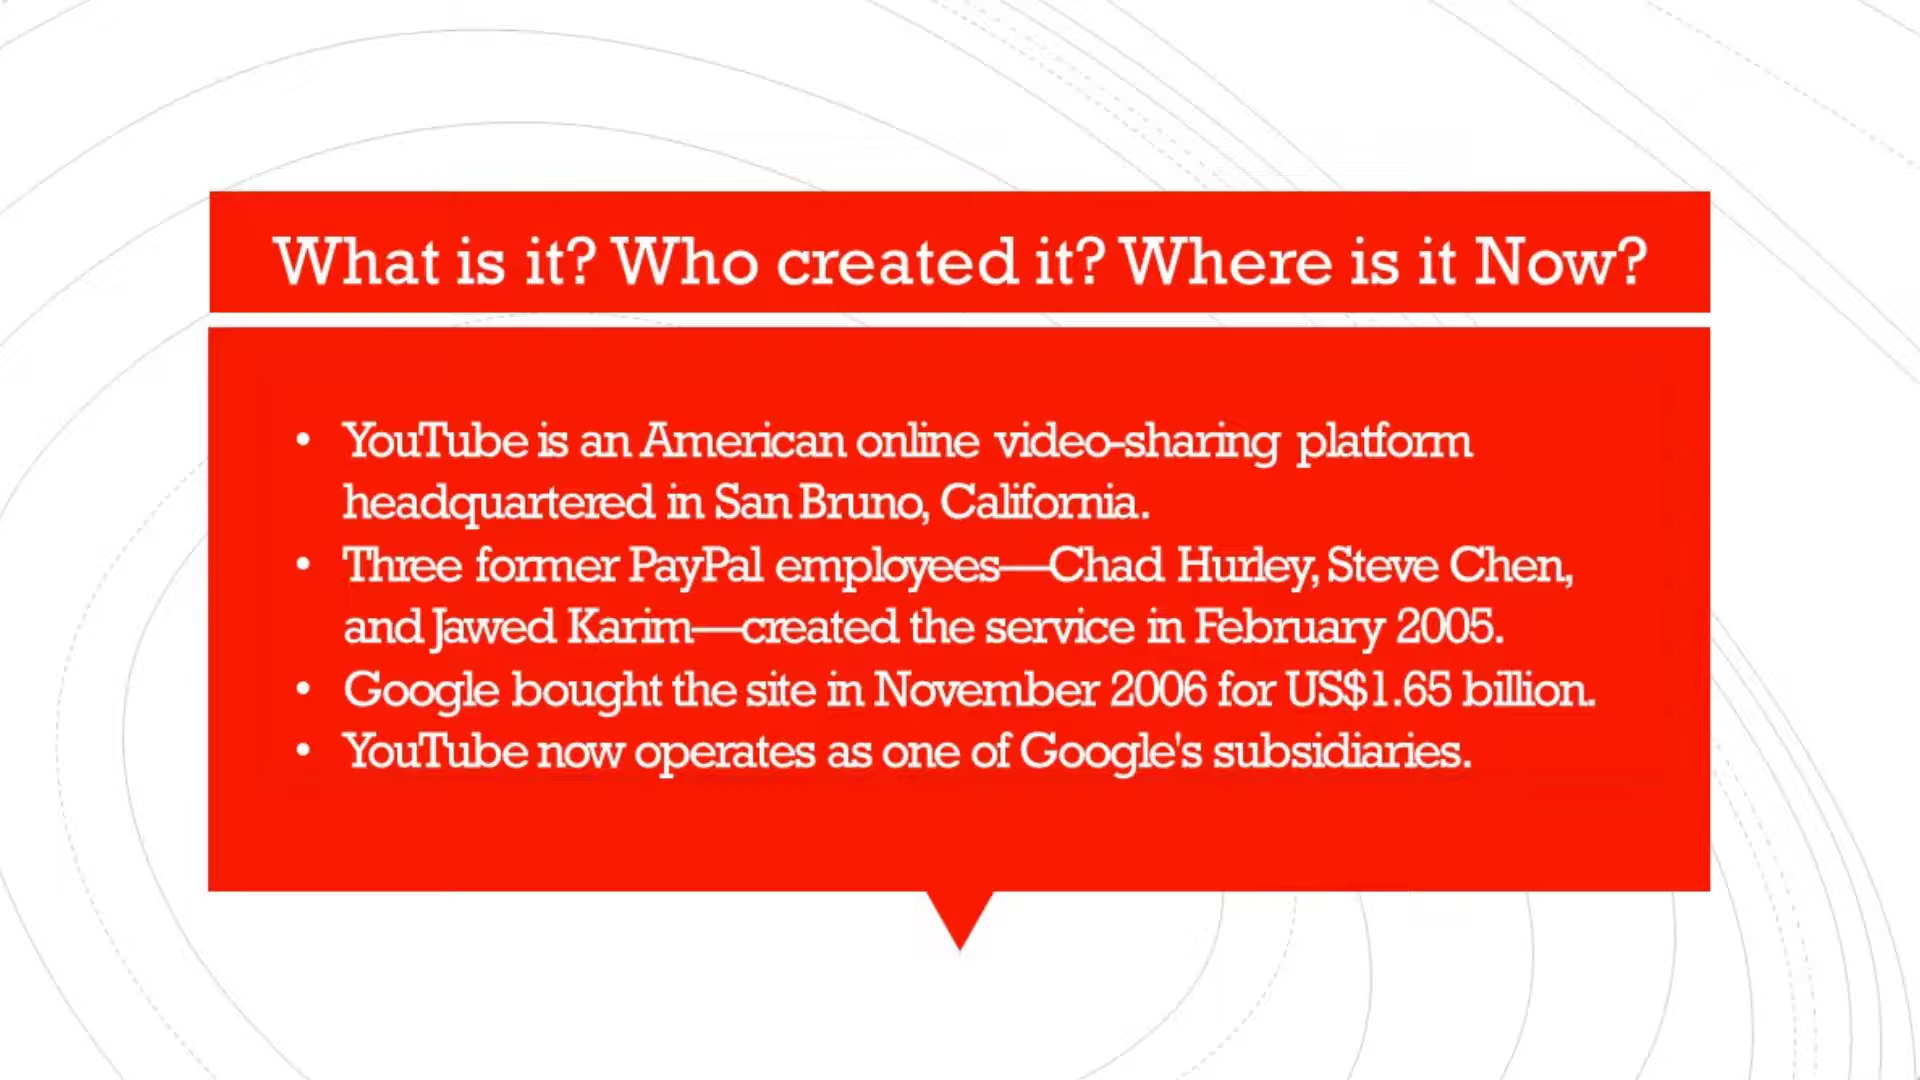 What is it? Who created it? Where is it Now?
• YouTube is an American online video-sharing platform
headquartered in San Bruno, California.
• Three former PayPal employees—Chad Hurley, Steve Chen,
and Jawed Karim—created the service in February 2005.
• Google bought the site in November 2006 for US$1.65 billion.
• YouTube now operates as one of Google's subsidiaries.